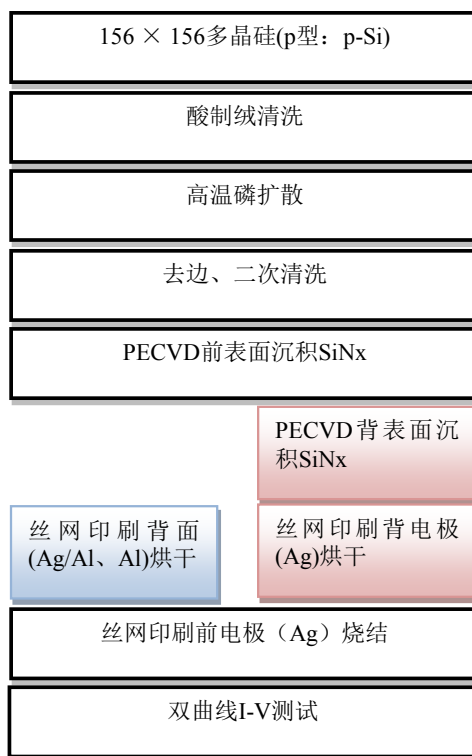 156 × 156多晶硅(p型：p-Si)
酸制绒清洗
高温磷扩散
去边、二次清洗
PECVD前表面沉积SiNx
PECVD背表面沉
积SiNx
丝网印刷背面
(Ag/Al、Al)烘干
丝网印刷背电极
(Ag)烘干
丝网印刷前电极（Ag）烧结
双曲线I-V测试